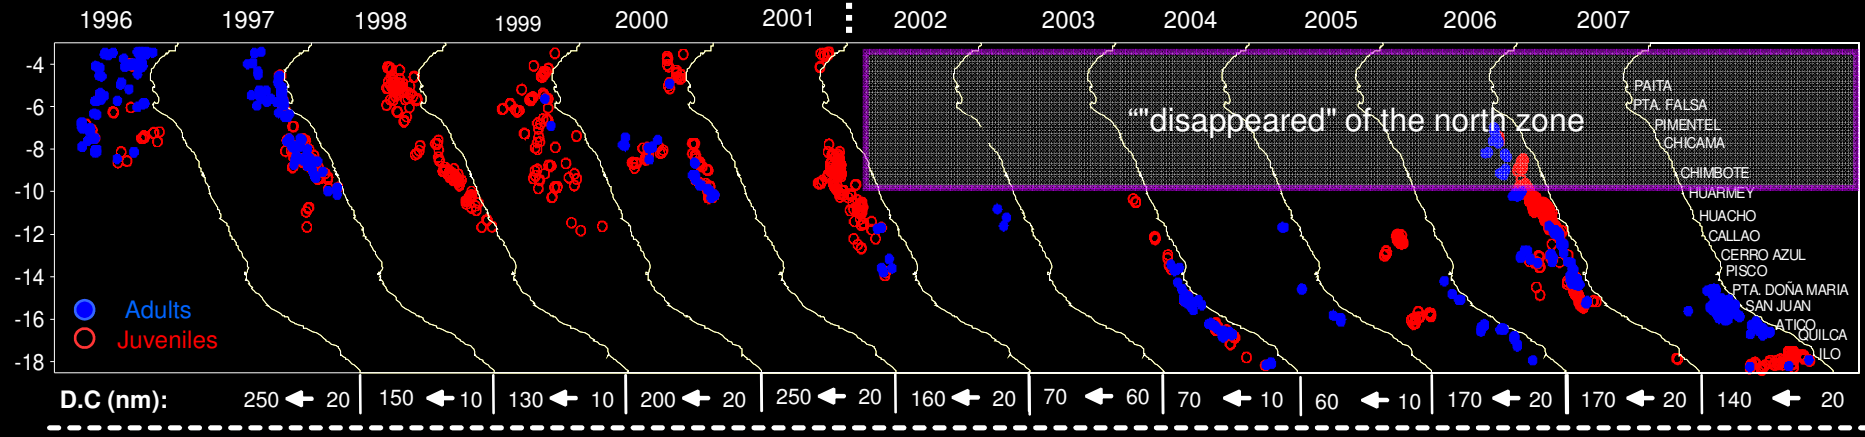 1996 1997 1998 1999 2000 2001 2002 2003 2004 2005 2006 2007
-4
-6
-8
-10
-12
-14
-16
-18
""disappeared" of the north zone
PAITA
PTA. FALSA
PIMENTEL
CHICAMA
CHIMBOTE
HUARMEY
HUACHO
CALLAO
CERRO AZUL
PISCO
PTA. DOÑA MARIA
SAN JUAN
ATICO
QUILCA
ILO
Adults
Juveniles
D.C (nm): 250 20 150 10 130 10 200 20 250 20 160 20 70 60 70 10 60 10 170 20 170 20 140 20